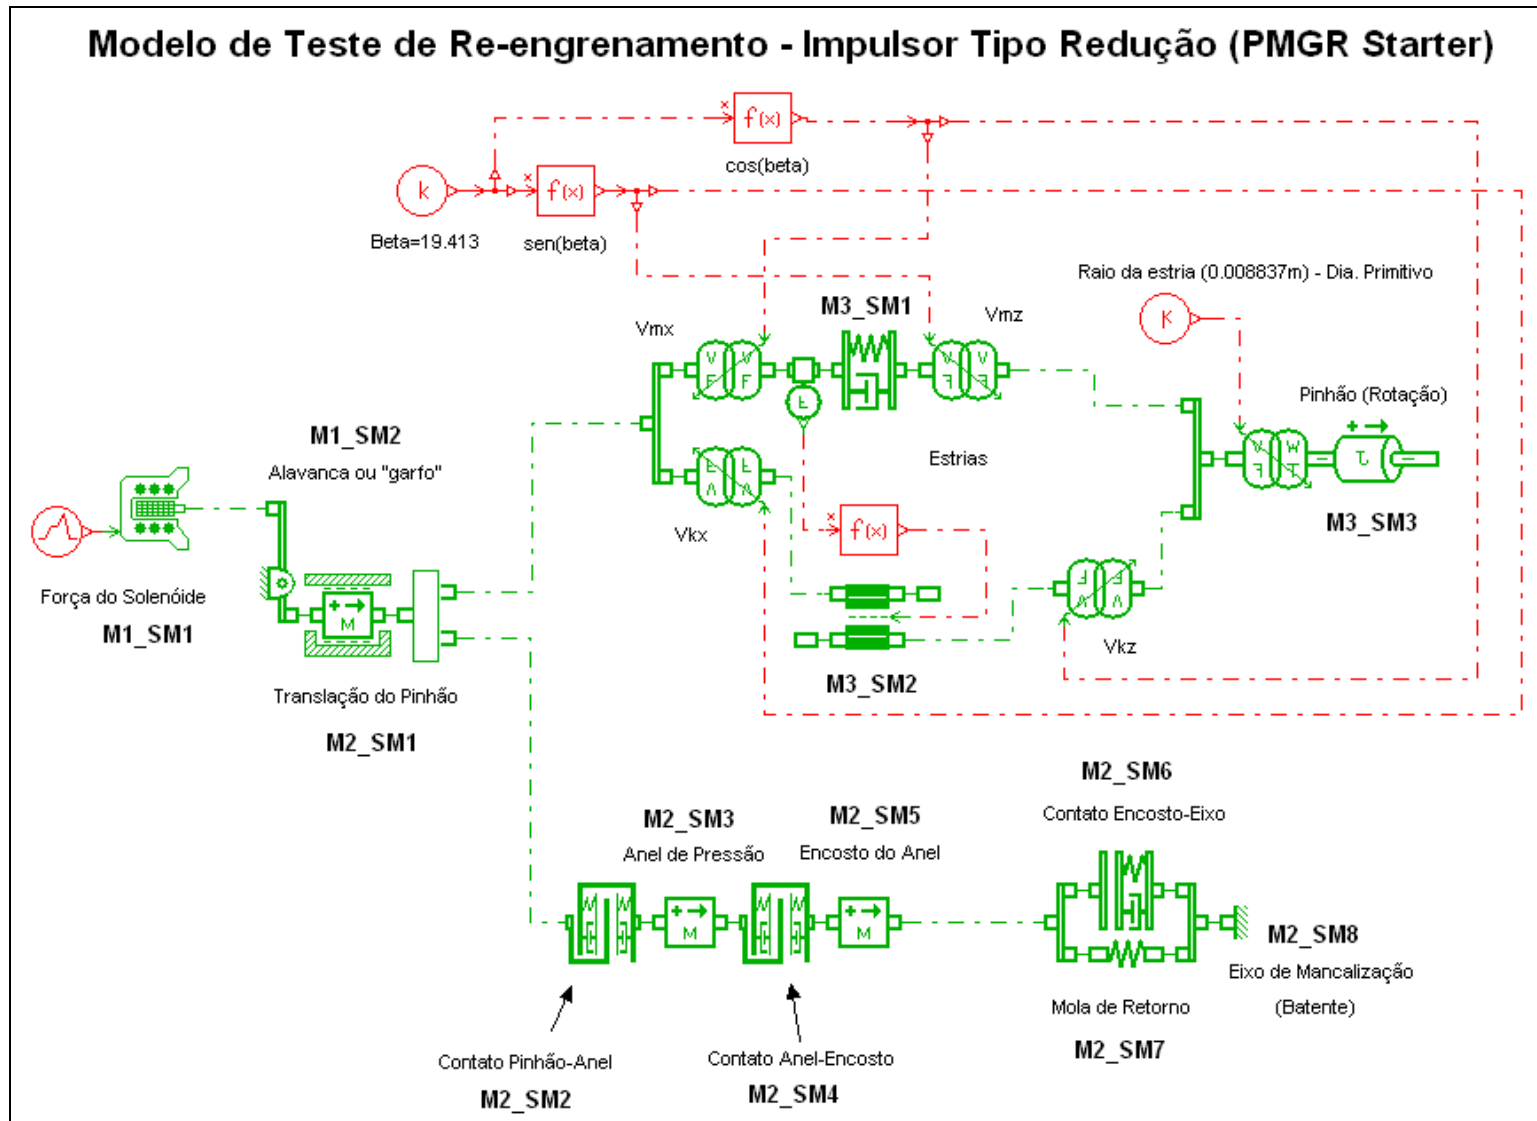 Modelo de Teste de Re-engrenamento - Impulsor Tipo Redução (PMGR Starter)
x
f(x)
cos(beta)
k
x
f(x)
Beta=19.413
sen(beta)
Raio da estria (0.008837m) - Dia. Primitivo
M3_SM1
Vmx
Vmz
K
Pinhão (Rotação)
M1_SM2
Alavanca ou "garfo"
Estrias
M3_SM3
Vkx
x
f(x)
Força do Solenóide
M1_SM1
M
Vkz
M3_SM2
Translação do Pinhão
M2_SM1
M2_SM6
Contato Encosto-Eixo
M2_SM3
M2_SM5
Anel de Pressão
Encosto do Anel
M
M
M2_SM8
Eixo de Mancalização
(Batente)
Mola de Retorno
M2_SM7
Contato Pinhão-Anel
M2_SM2
Contato Anel-Encosto
M2_SM4